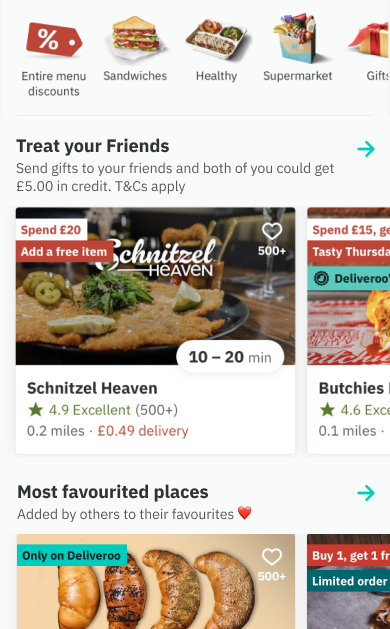 %
Entire menu
discounts
Sandwiches
Healthy
Supermarket
Gifts
Treat your Friends
Send gifts to your friends and both of you could get
£5.00 in credit. T&Cs apply
Spend £20
Add a free item
Schnitzel
HEAVEN
500+
10 – 20 min
Schnitzel Heaven
4.9 Excellent (500+)
0.2 miles · £0.49 delivery
Spend £15, ge
Tasty Thursda
Deliveroo'
Butchies
4.6 Exce
0.1 miles ·
Most favourited places
Added by others to their favourites ❤️
Only on Deliveroo
500+
Buy 1, get 1 fr
Limited order